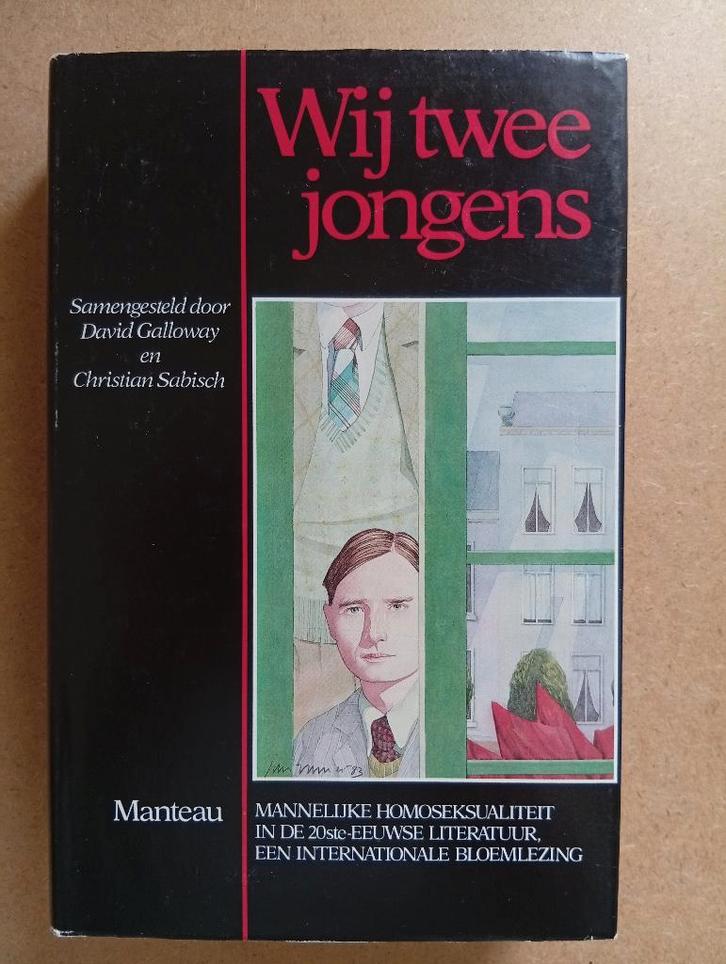 Wij twee
jongens
Samengesteld door
David Galloway
en
Christian Sabisch
'83
Manteau
MANNELIJKE HOMOSEKSUALITEIT
IN DE 20ste-EEUWSE LITERATUUR,
EEN INTERNATIONALE BLOEMLEZING